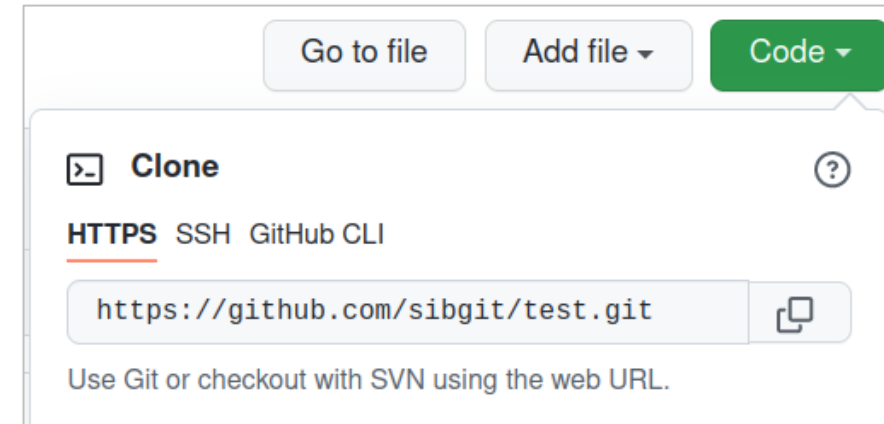 Go to file Add file Code
Clone
HTTPS SSH GitHub CLI
https://github.com/sibgit/test.git
Use Git or checkout with SVN using the web URL.